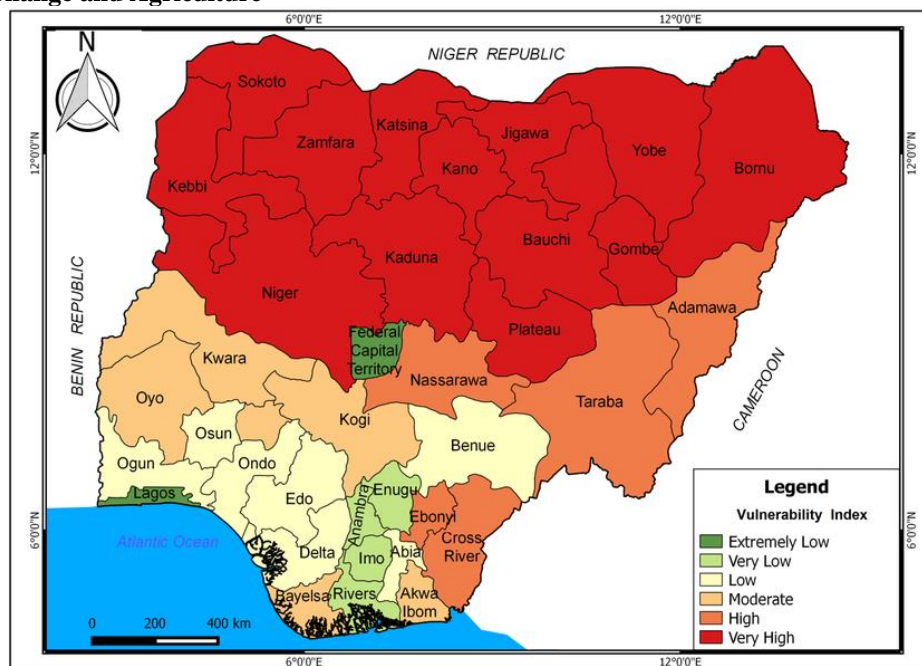 and Agriculture
6°0'0"E 12°0'0"E
N
NIGER REPUBLIC
Sokoto
Katsina
Jigawa
Zamfara
Yobe
12°0'0"N 12°0'0"N
Kano
Bornu
Kebbi
Bauchi
Gombe
Kaduna
Niger
Adamawa
BENIN REPUBLIC
Federal
Capital
Territory
Plateau
Kwara
Nassarawa
CAMEROON
Oyo
Taraba
Kogi
Osun
Benue
Ogun
Ondo
Lagos
Edo
Anambra
Enugu
Ebonyi
6°0'0"N 6°0'0"N
Cross
River
Atlantic Ocean
Delta
Imo
Abia
Bayelsa
Rivers
Akwa
Ibom
0 200 400 km
Legend
Vulnerability Index
Extremely Low
Very Low
Low
Moderate
High
Very High
6°0'0"E 12°0'0"E